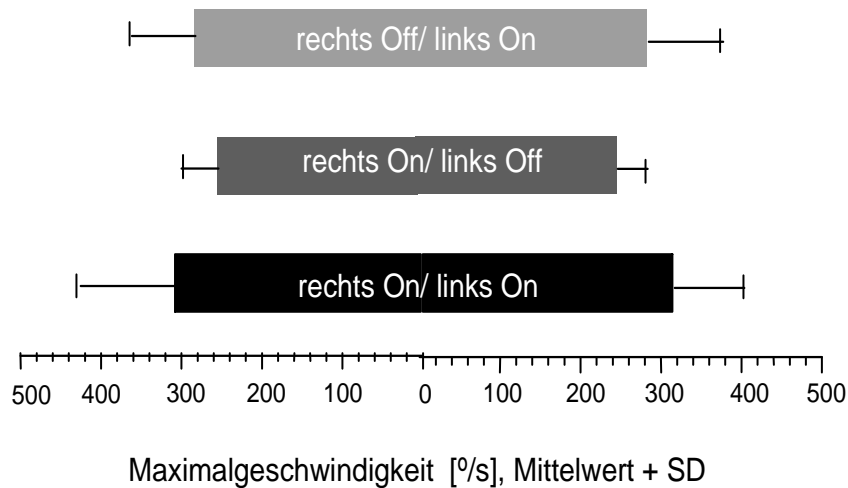 rechts Off/ links On
rechts On/ links Off
rechts On/ links On
500 400 300 200 100 0 100 200 300 400 500
Maximalgeschwindigkeit [º/s], Mittelwert + SD